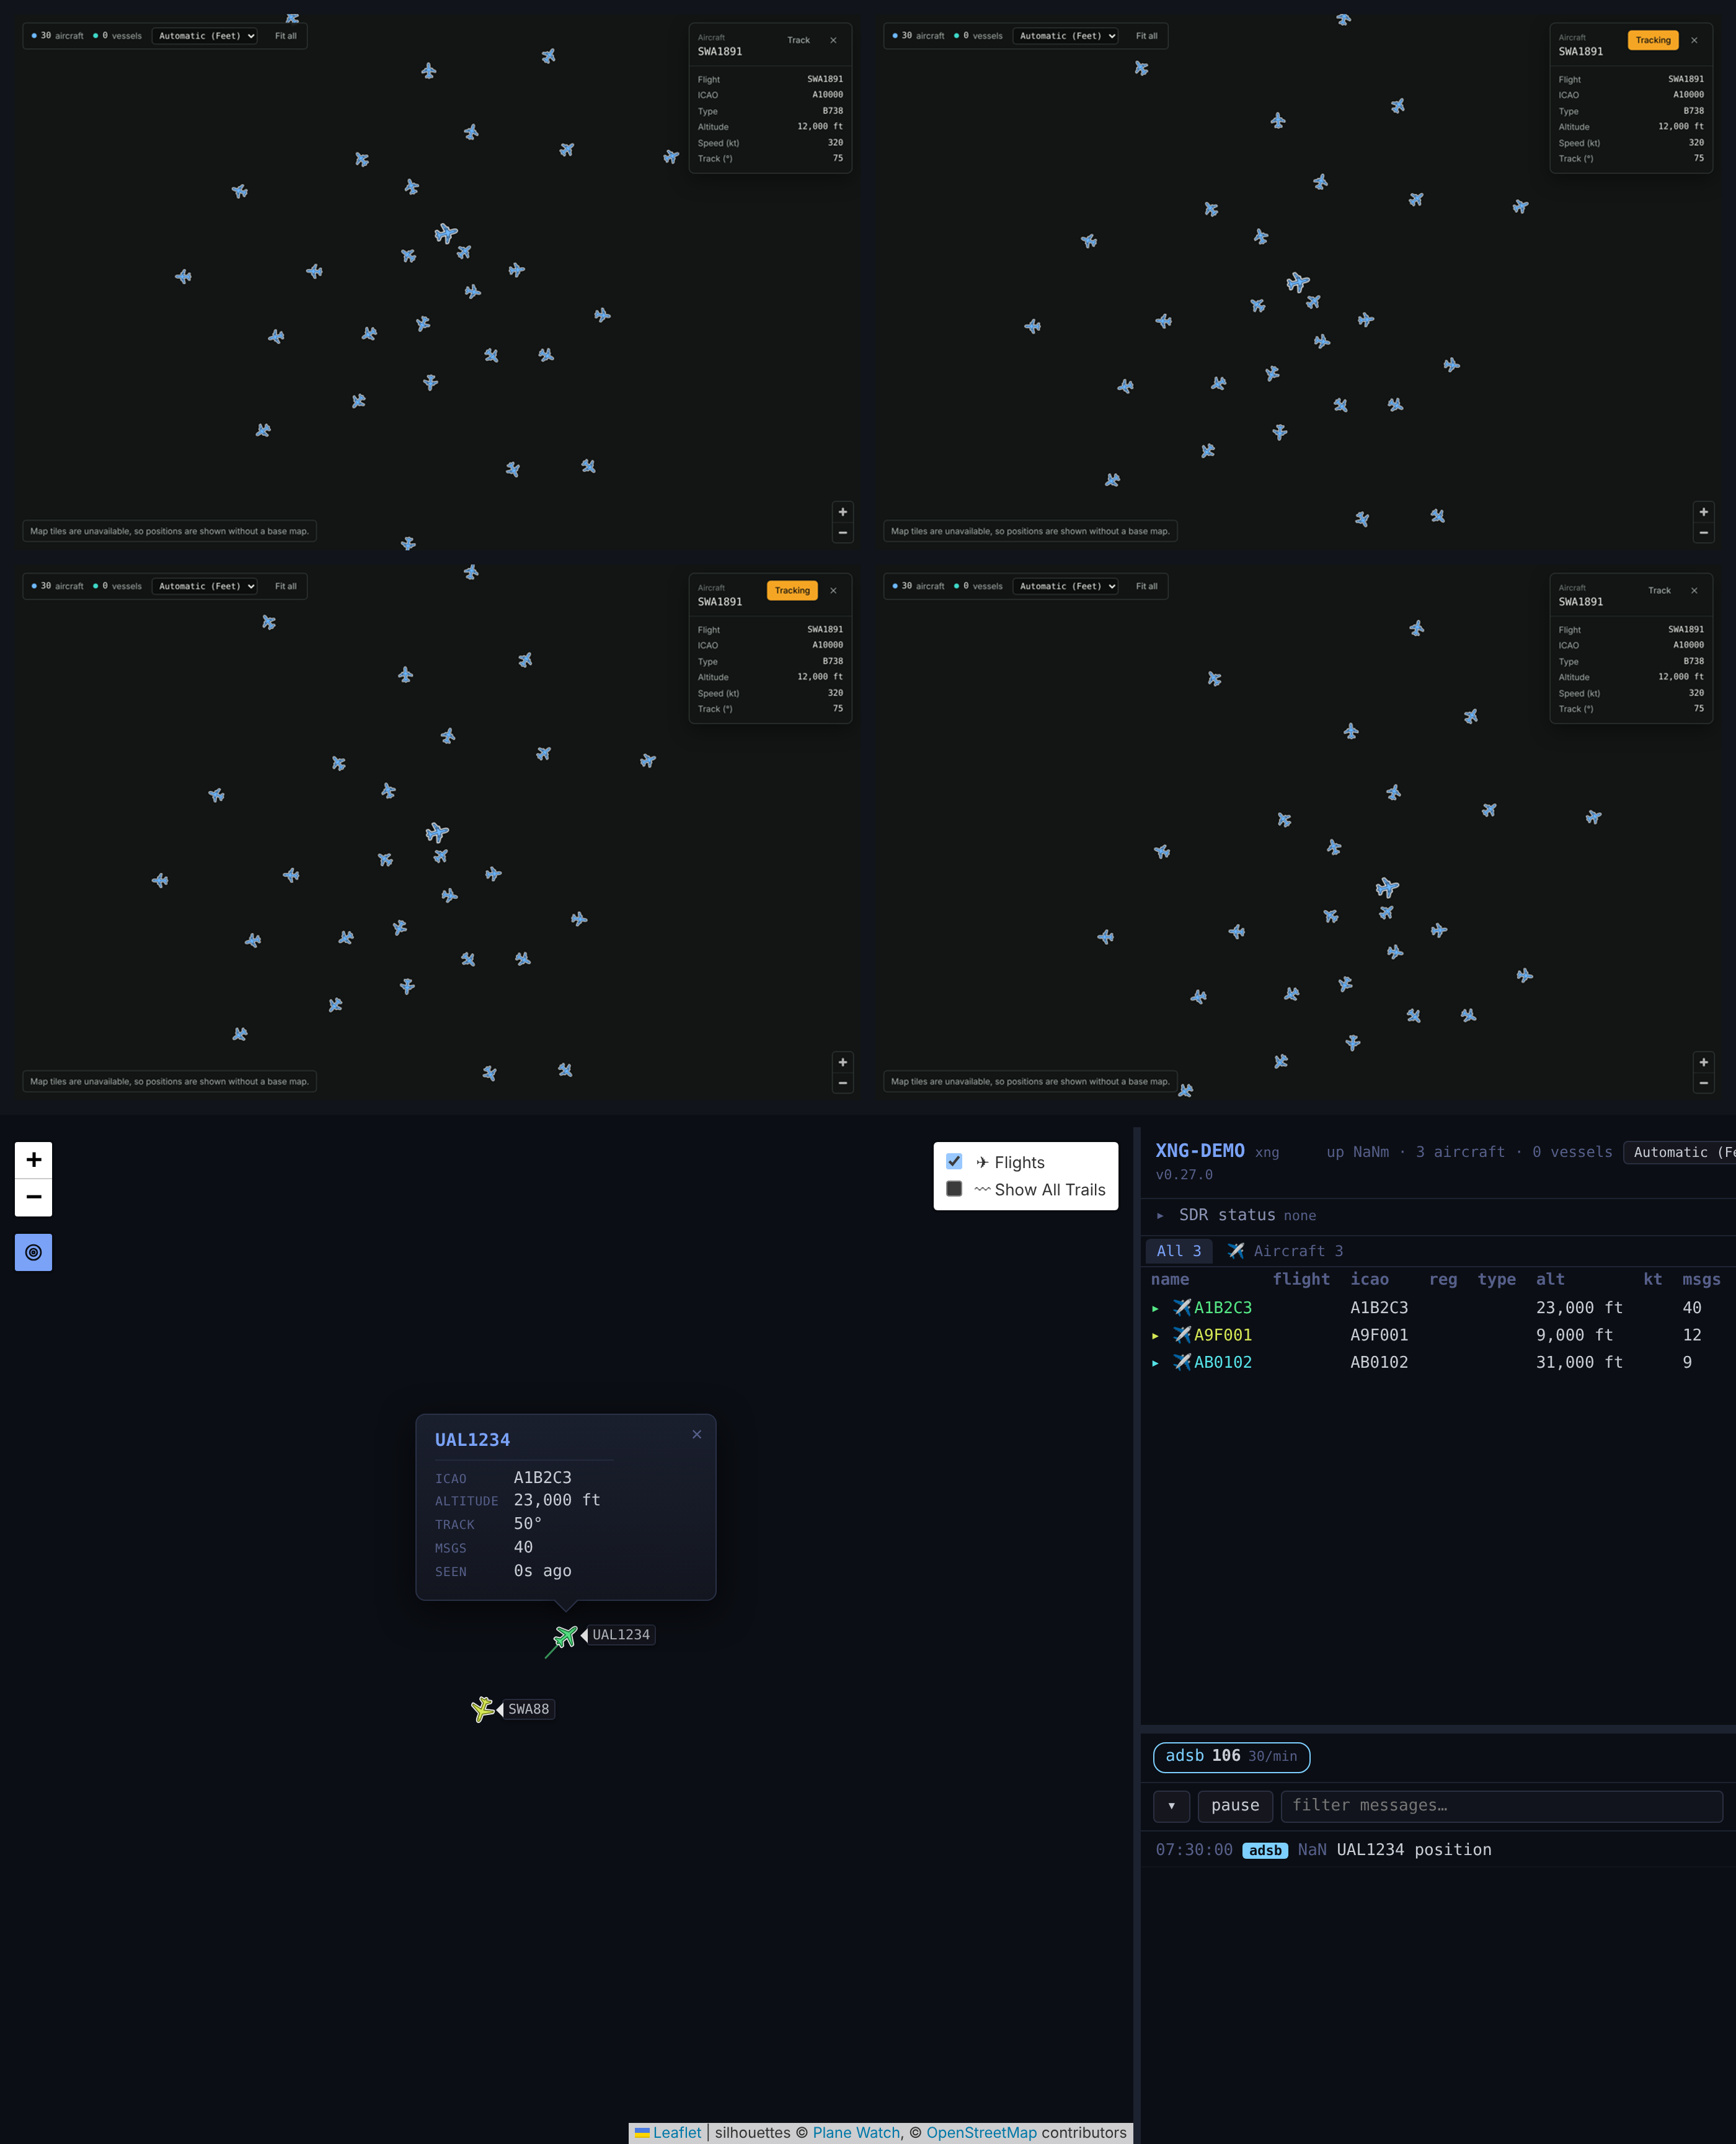 30 aircraft 0 vessels Automatic (Feet) Fit all
Aircraft
SWA1891
Track ×
Flight SWA1891
ICAO A10000
Type B738
Altitude 12,000 ft
Speed (kt) 320
Track (°) 75
Map tiles are unavailable, so positions are shown without a base map.
+
−
30 aircraft 0 vessels Automatic (Feet) Fit all
Aircraft
SWA1891
Tracking ×
Flight SWA1891
ICAO A10000
Type B738
Altitude 12,000 ft
Speed (kt) 320
Track (°) 75
Map tiles are unavailable, so positions are shown without a base map.
+
−
30 aircraft 0 vessels Automatic (Feet) Fit all
Aircraft
SWA1891
Tracking ×
Flight SWA1891
ICAO A10000
Type B738
Altitude 12,000 ft
Speed (kt) 320
Track (°) 75
Map tiles are unavailable, so positions are shown without a base map.
+
−
30 aircraft 0 vessels Automatic (Feet) Fit all
Aircraft
SWA1891
Track ×
Flight SWA1891
ICAO A10000
Type B738
Altitude 12,000 ft
Speed (kt) 320
Track (°) 75
Map tiles are unavailable, so positions are shown without a base map.
+
−
+
−
✈ Flights
Show All Trails
UAL1234 ×
ICAO A1B2C3
ALTITUDE 23,000 ft
TRACK 50°
MSGS 40
SEEN 0s ago
UAL1234
SWA88
Leaflet | silhouettes © Plane Watch, © OpenStreetMap contributors
XNG-DEMO xng up NaNm · 3 aircraft · 0 vessels Automatic (Fe
v0.27.0
▸ SDR status none
All 3 ✈ Aircraft 3
name flight icao reg type alt kt msgs
▸ ✈ A1B2C3 A1B2C3 23,000 ft 40
▸ ✈ A9F001 A9F001 9,000 ft 12
▸ ✈ AB0102 AB0102 31,000 ft 9
adsb 106 30/min
▾ pause filter messages…
07:30:00 adsb NaN UAL1234 position